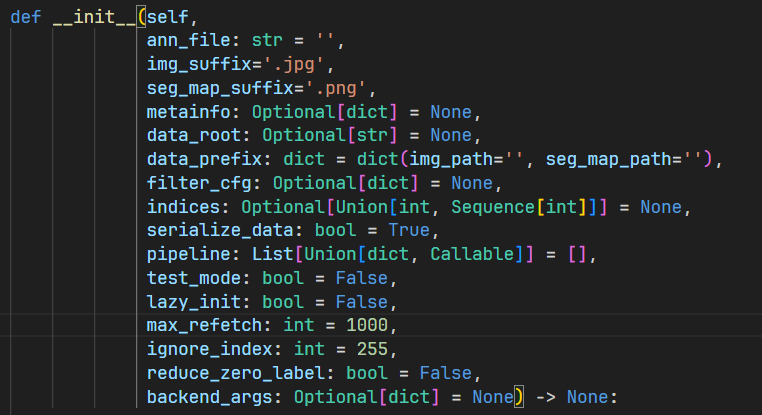 def __init__(self,
ann_file: str = '',
img_suffix='.jpg',
seg_map_suffix='.png',
metainfo: Optional[dict] = None,
data_root: Optional[str] = None,
data_prefix: dict = dict(img_path='', seg_map_path=''),
filter_cfg: Optional[dict] = None,
indices: Optional[Union[int, Sequence[int]]] = None,
serialize_data: bool = True,
pipeline: List[Union[dict, Callable]] = [],
test_mode: bool = False,
lazy_init: bool = False,
max_refetch: int = 1000,
ignore_index: int = 255,
reduce_zero_label: bool = False,
backend_args: Optional[dict] = None) -> None: